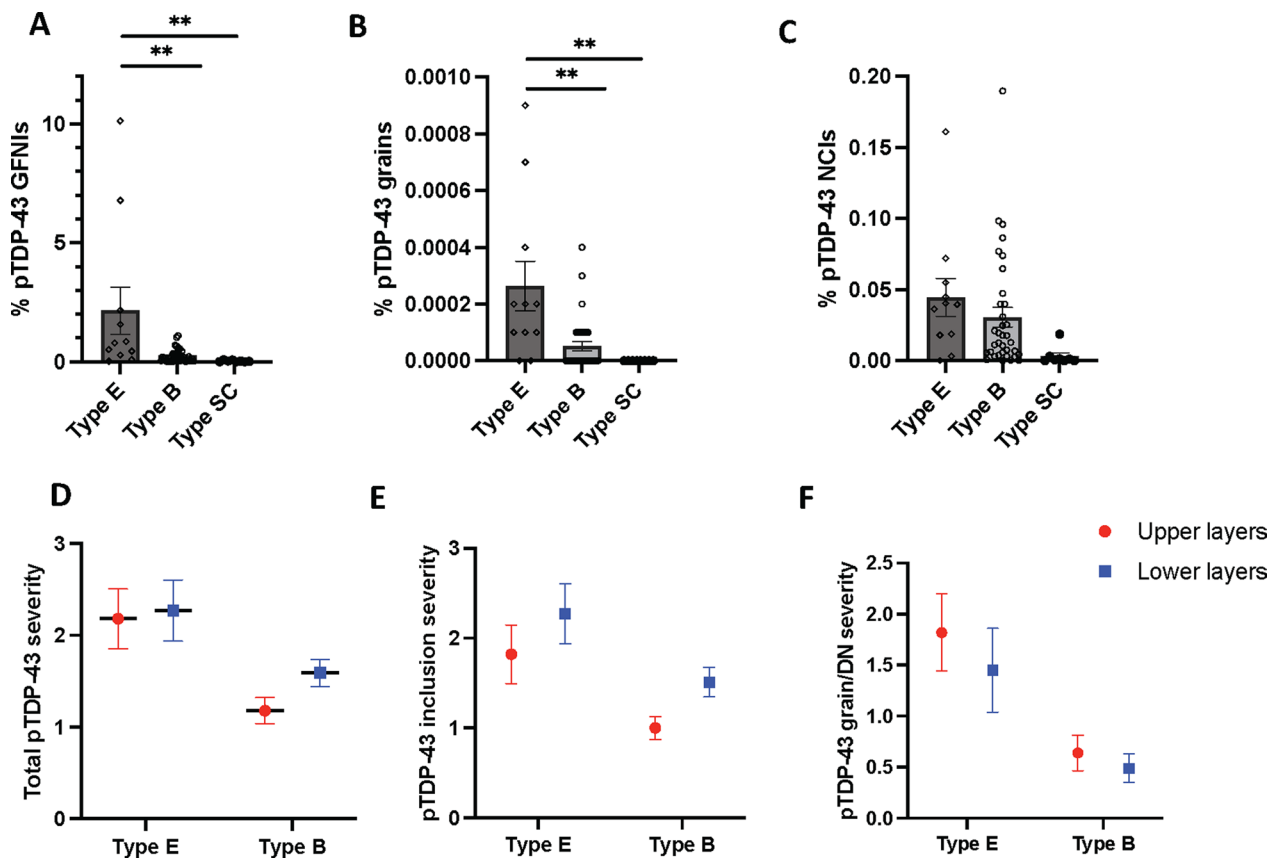 A
**
**
% pTDP-43 GFNIs
10
5
0
Type E
Type B
Type SC
B
**
**
% pTDP-43 grains
0.0010
0.0008
0.0006
0.0004
0.0002
0.0000
Type E
Type B
Type SC
C
% pTDP-43 NCIs
0.20
0.15
0.10
0.05
0.00
Type E
Type B
Type SC
D
Total pTDP-43 severity
3
2
1
0
Type E
Type B
E
pTDP-43 inclusion severity
3
2
1
0
Type E
Type B
F
pTDP-43 grain/DN severity
2.5
2.0
1.5
1.0
0.5
0.0
Type E
Type B
Upper layers
Lower layers